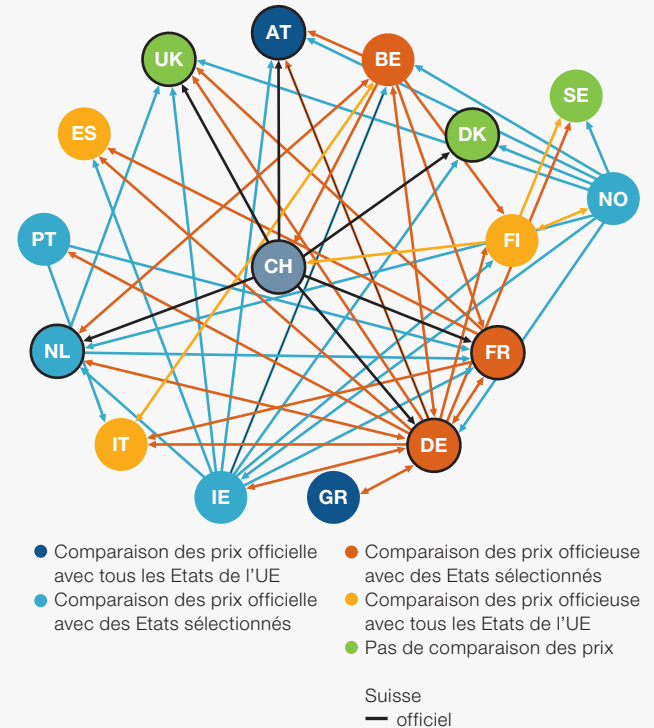 AT
UK
BE
SE
ES
DK
NO
PT
FI
CH
NL
FR
IT
DE
IE
GR
Comparaison des prix officielle
avec tous les Etats de l'UE
Comparaison des prix officielle
avec des Etats sélectionnés
Comparaison des prix officieuse
avec des Etats sélectionnés
Comparaison des prix officieuse
avec tous les Etats de l'UE
Pas de comparaison des prix
Suisse
officiel